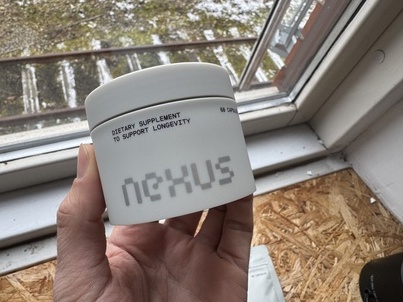 DIETARY SUPPLEMENT
TO SUPPORT LONGEVITY
60 CAPSULES
nexus